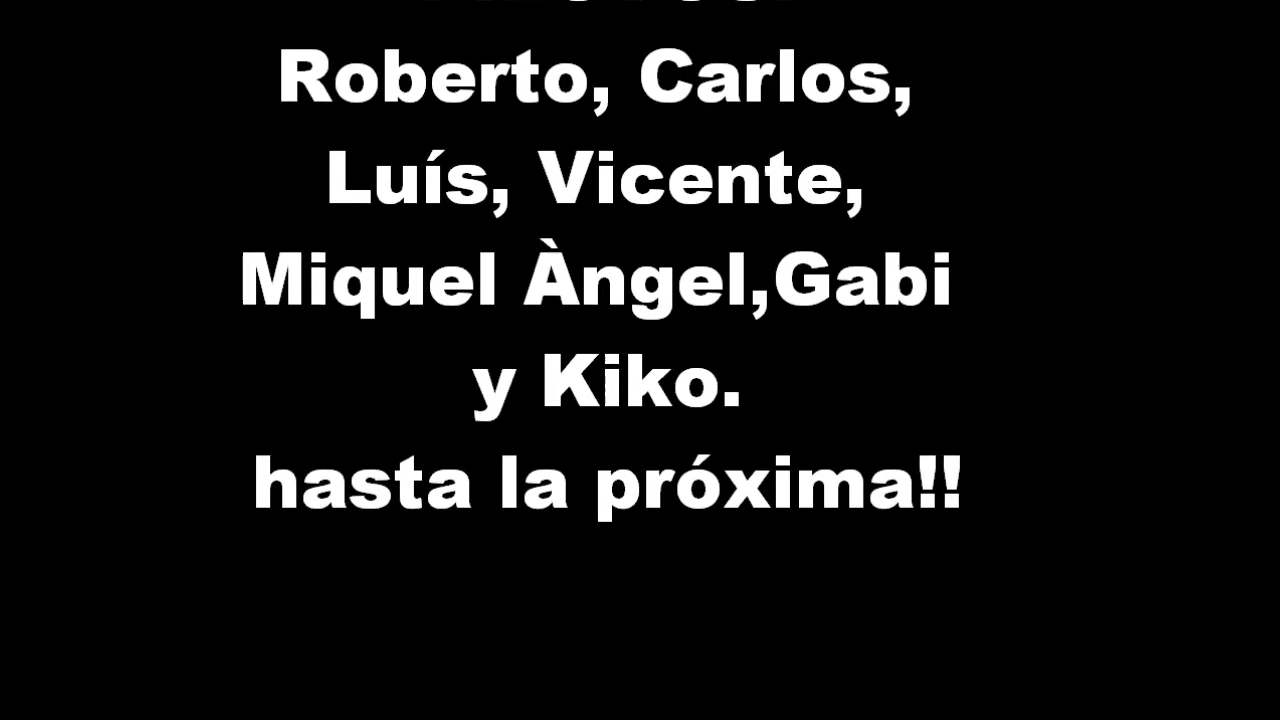 Roberto, Carlos,
Luís, Vicente,
Miquel Àngel,Gabi
y Kiko.
hasta la próxima!!